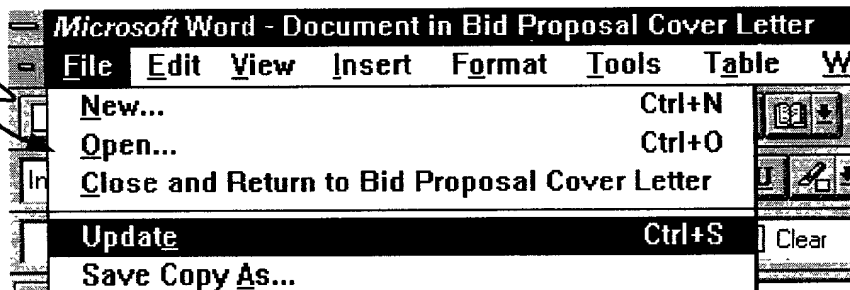 Microsoft Word - Document in Bid Proposal Cover Letter
File Edit View Insert Format Tools Table W
New... Ctrl+N
Open... Ctrl+O
In Close and Return to Bid Proposal Cover Letter U
Update Ctrl+S Clear
Save Copy As...